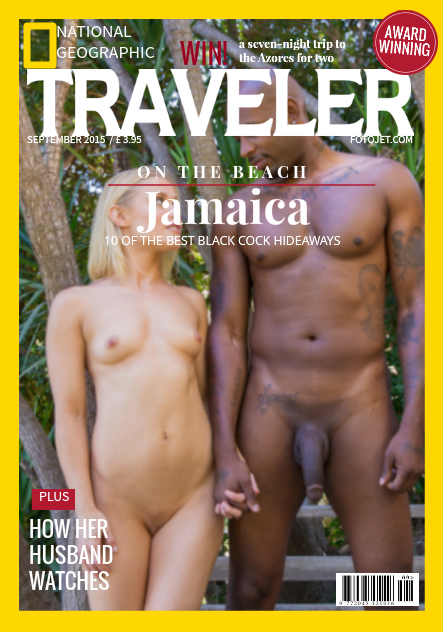 NATIONAL
GEOGRAPHIC
WIN!
a seven-night trip to
the Azores for two
AWARD
WINNING
TRAVELER
SEPTEMBER 2015 / £ 3.95
FOTOJET.COM
ON THE BEACH
Jamaica
10 OF THE BEST BLACK COCK HIDEAWAYS
PLUS
HOW HER
HUSBAND
WATCHES